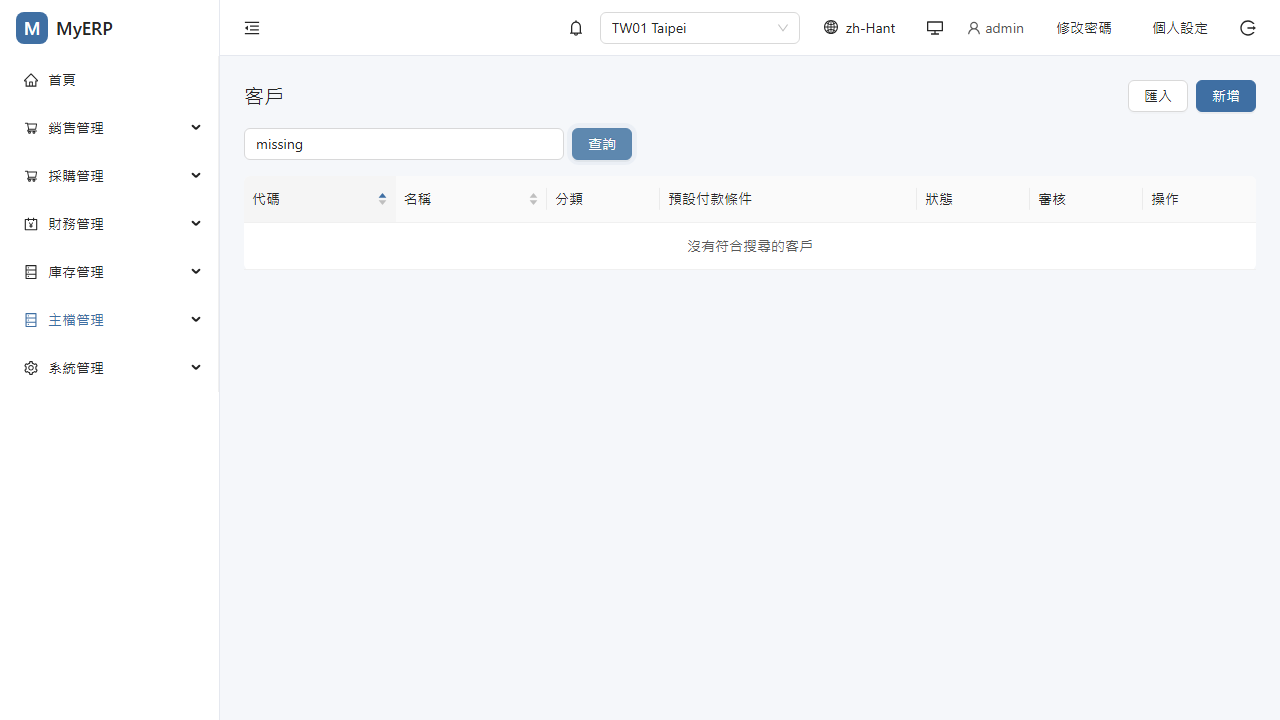 M MyERP
TW01 Taipei
zh-Hant
admin
修改密碼
個人設定
首頁
銷售管理
採購管理
財務管理
庫存管理
主檔管理
系統管理
客戶
匯入
新增
missing
查詢
代碼 名稱 分類 預設付款條件 狀態 審核 操作
沒有符合搜尋的客戶